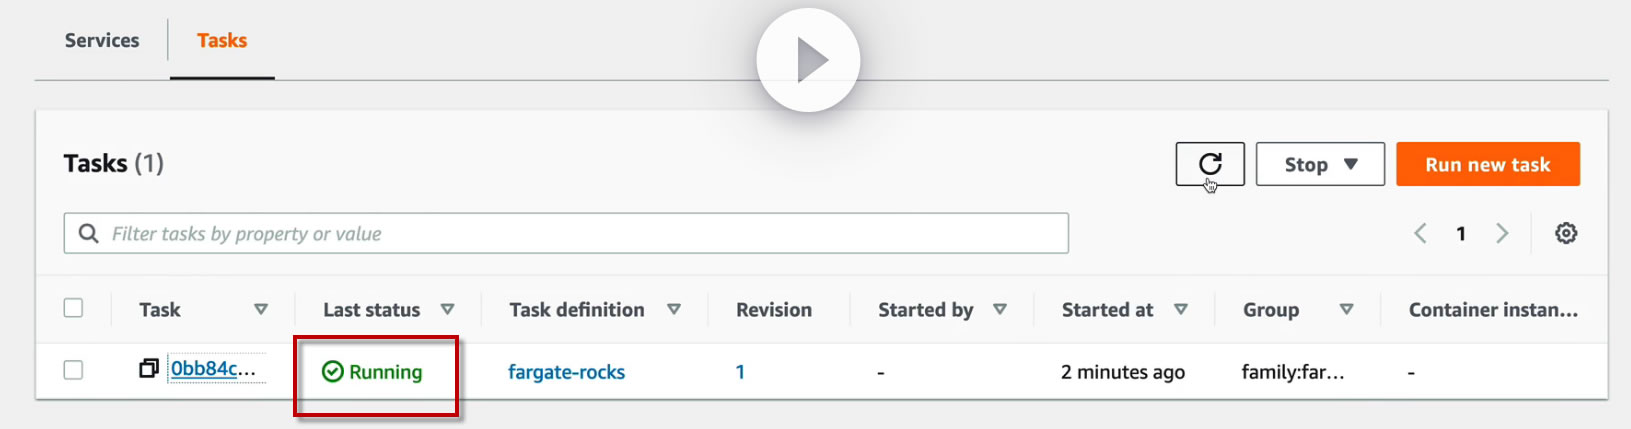 Services Tasks
Tasks (1)
Stop Run new task
Filter tasks by property or value
1
Task Last status Task definition Revision Started by Started at Group Container instan...
0bb84c... Running fargate-rocks 1 - 2 minutes ago family:far... -